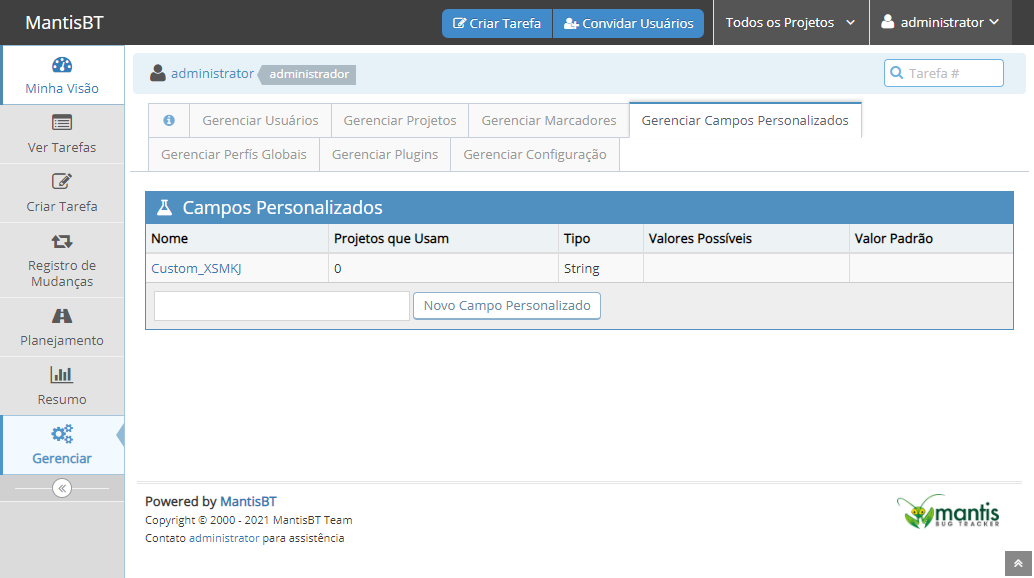 MantisBT
Criar Tarefa
Convidar Usuários
Todos os Projetos
administrator
Minha Visão
Ver Tarefas
Criar Tarefa
Registro de
Mudanças
Planejamento
Resumo
Gerenciar
administrator administrador
Tarefa #
Gerenciar Usuários
Gerenciar Projetos
Gerenciar Marcadores
Gerenciar Campos Personalizados
Gerenciar Perfís Globais
Gerenciar Plugins
Gerenciar Configuração
Campos Personalizados
Nome Projetos que Usam Tipo Valores Possíveis Valor Padrão
Custom_XSMKJ 0 String
Novo Campo Personalizado
Powered by MantisBT
Copyright © 2000 - 2021 MantisBT Team
Contato administrator para assistência
mantis
BUG TRACKER